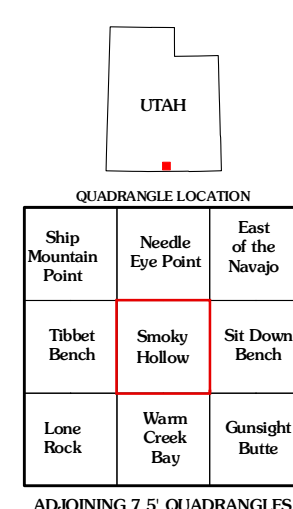 UTAH
QUADRANGLE LOCATION
Ship
Mountain
Point
Needle
Eye Point
East
of the
Navajo
Tibbet
Bench
Smoky
Hollow
Sit Down
Bench
Lone
Rock
Warm
Creek
Bay
Gunsight
Butte
ADJOINING 7.5' QUADRANGLES